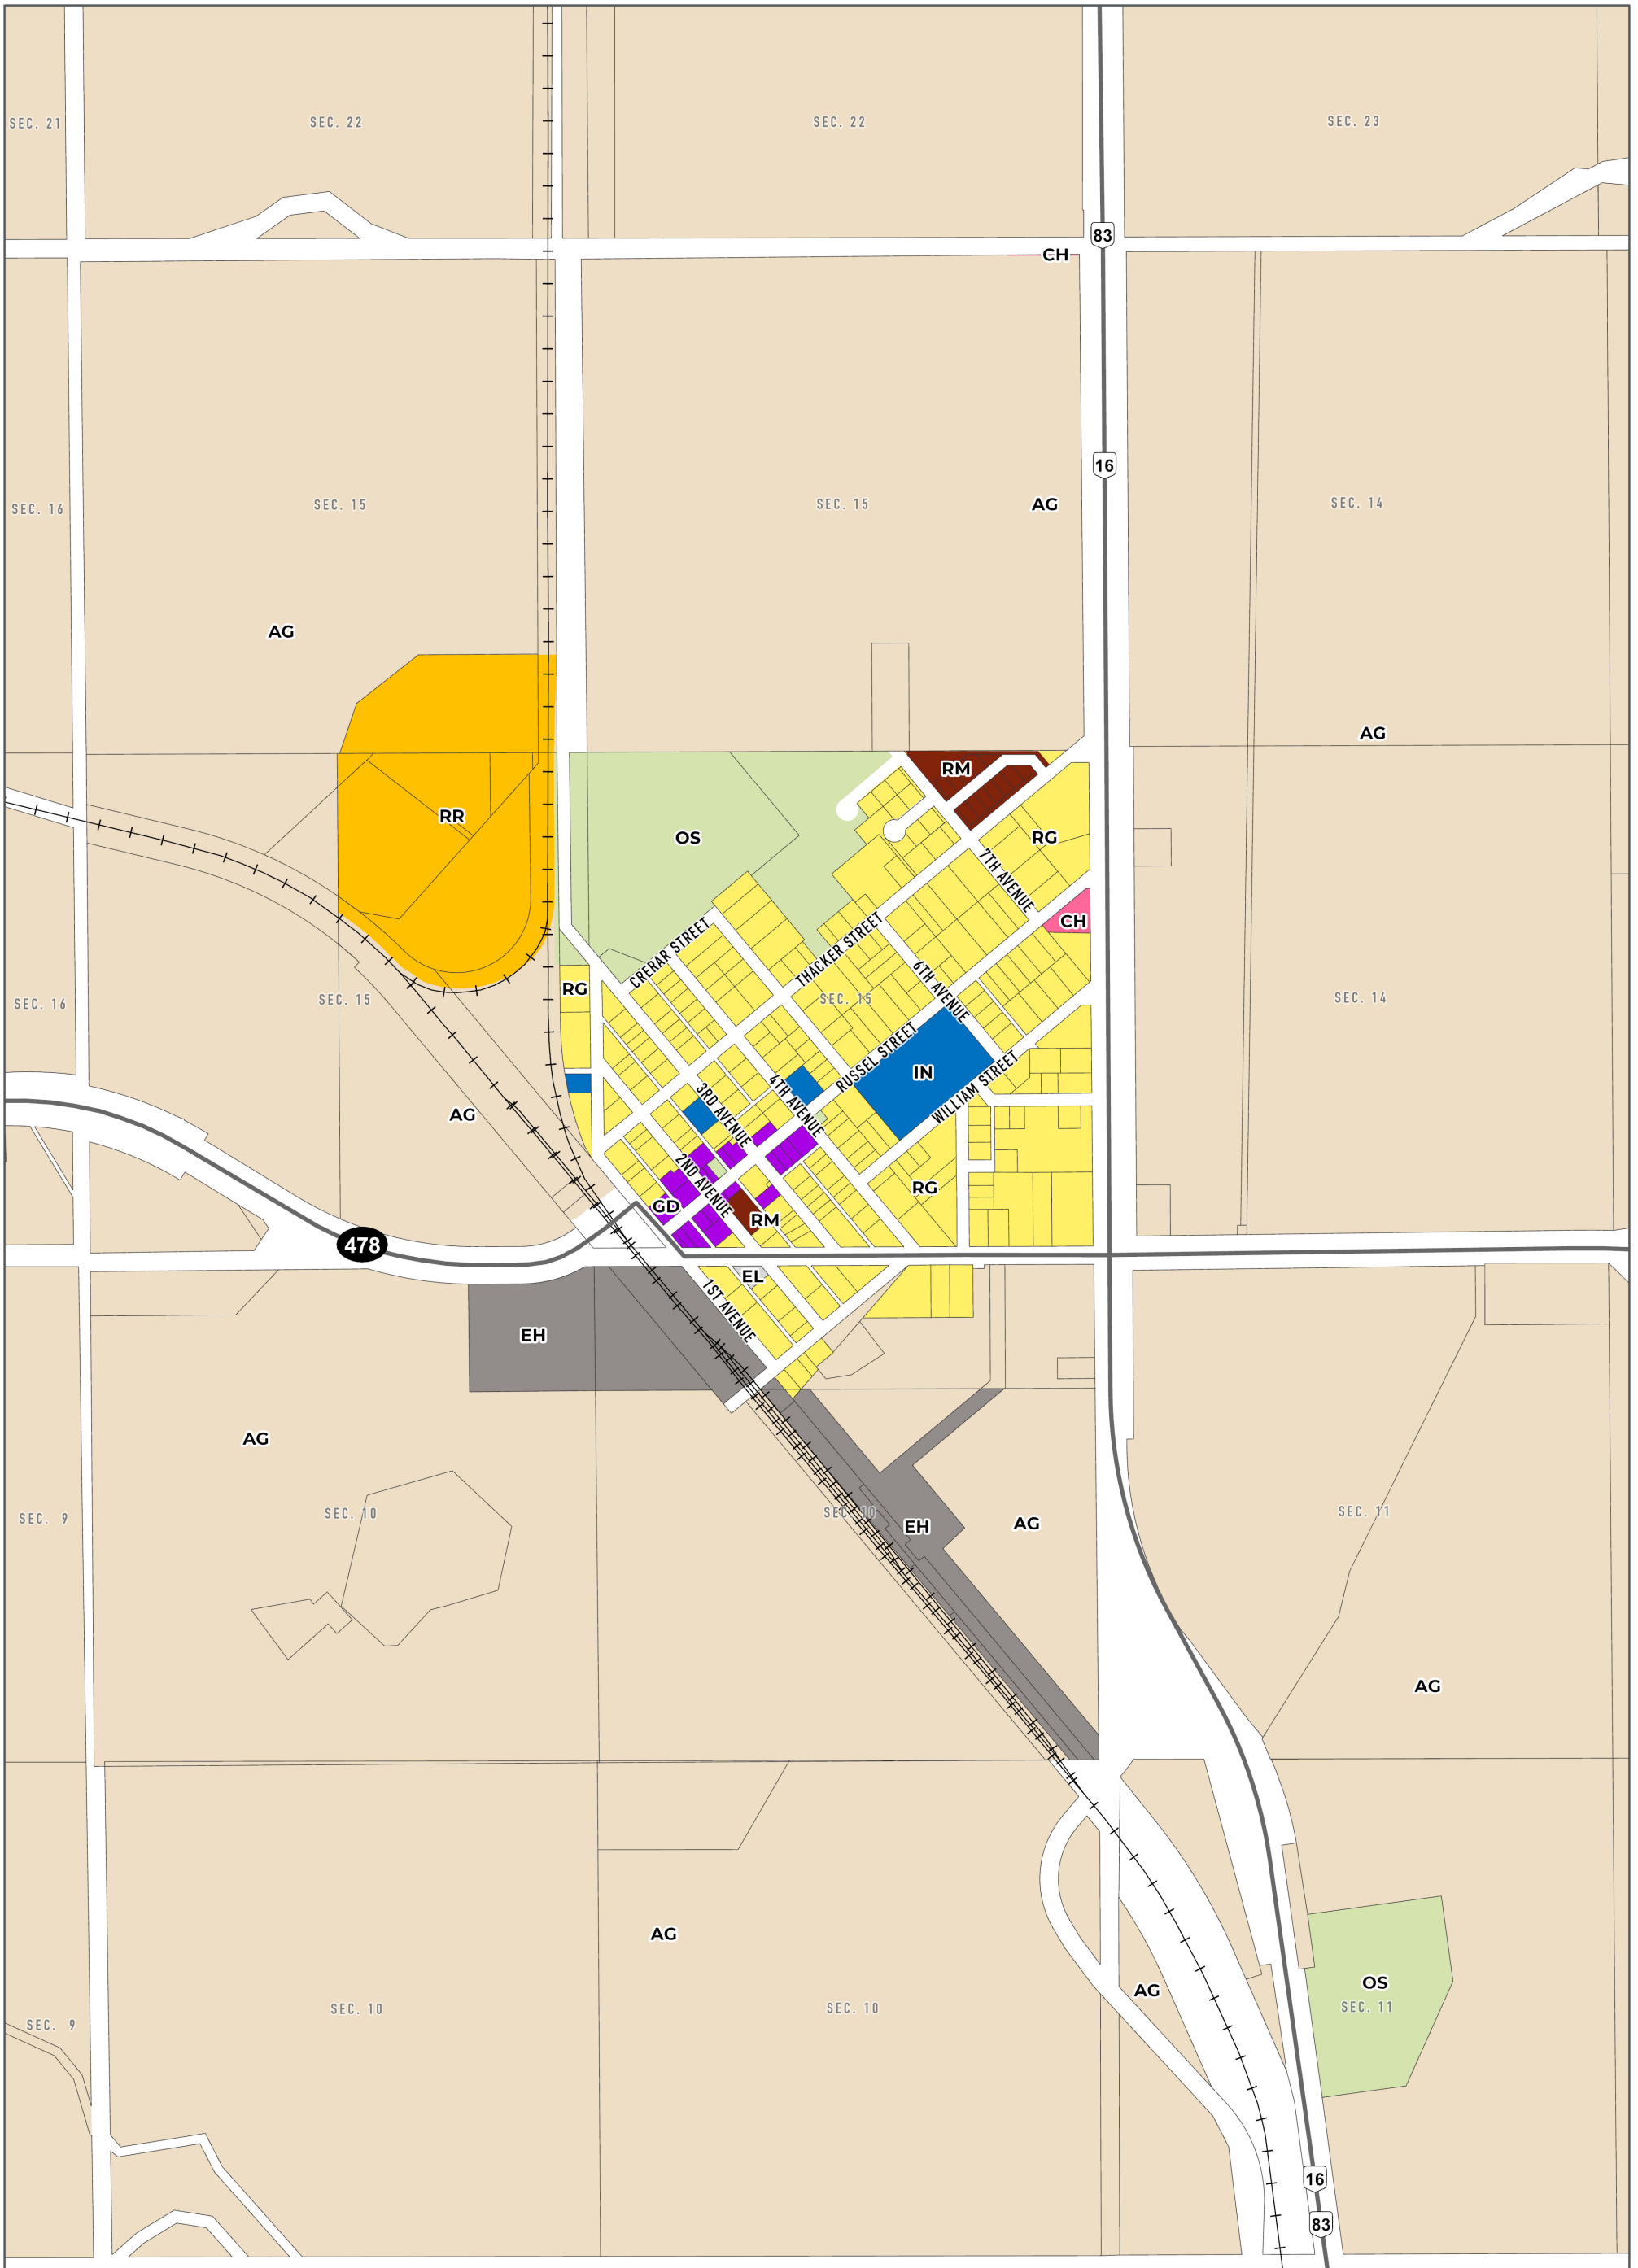 SEC. 21
SEC. 22
SEC. 22
SEC. 23
83
CH
16
SEC. 16
SEC. 15
SEC. 15
AG
SEC. 14
AG
AG
RM
RR
OS
RG
7TH AVENUE
CH
CRERAR STREET
THACKER STREET
6TH AVENUE
RG
SEC. 16
SEC. 15
SEC. 15
SEC. 14
RUSSEL STREET
IN
WILLIAM STREET
3RD AVENUE
4TH AVENUE
AG
2ND AVENUE
RG
GD
RM
478
EL
1ST AVENUE
EH
AG
SEC. 9
SEC. 10
SEC. 10
EH
AG
SEC. 11
AG
AG
OS
AG
SEC. 10
SEC. 10
SEC. 11
SEC. 9
16
83